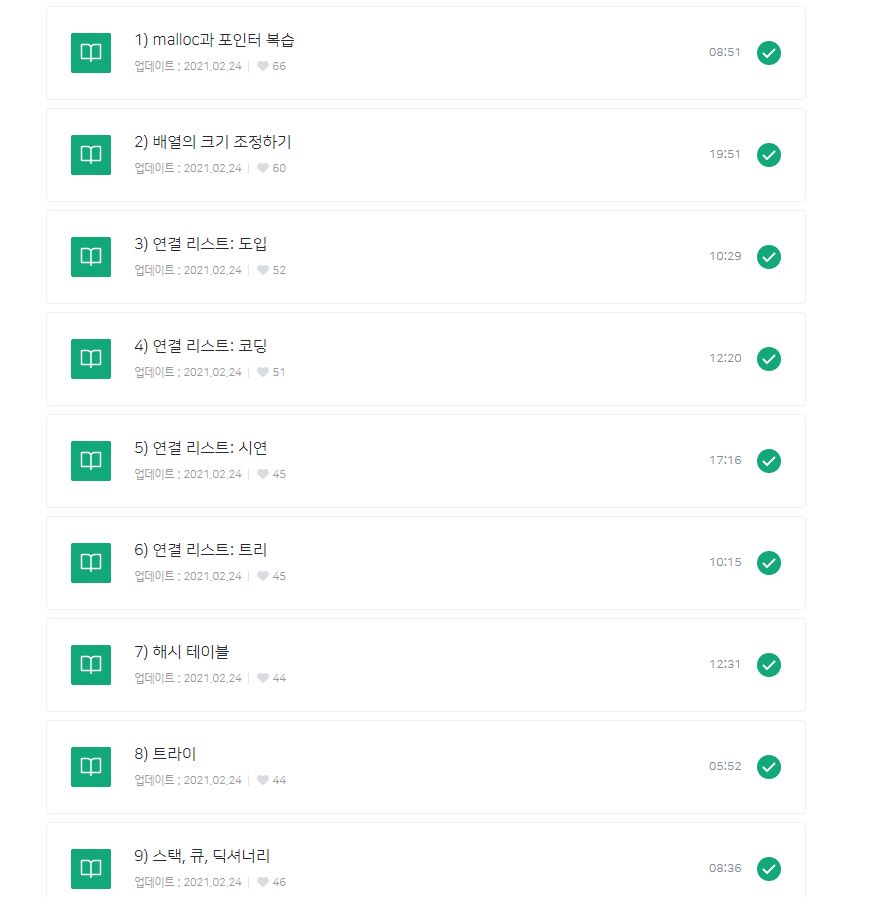 1) malloc과 포인터 복습
08:51
업데이트 : 2021.02.24 | 66
2) 배열의 크기 조정하기
19:51
업데이트 : 2021.02.24 | 60
3) 연결 리스트: 도입
10:29
업데이트 : 2021.02.24 | 52
4) 연결 리스트: 코딩
12:20
업데이트 : 2021.02.24 | 51
5) 연결 리스트: 시연
17:16
업데이트 : 2021.02.24 | 45
6) 연결 리스트: 트리
10:15
업데이트 : 2021.02.24 | 45
7) 해시 테이블
12:31
업데이트 : 2021.02.24 | 44
8) 트라이
05:52
업데이트 : 2021.02.24 | 44
9) 스택, 큐, 딕셔너리
08:36
업데이트 : 2021.02.24 | 46